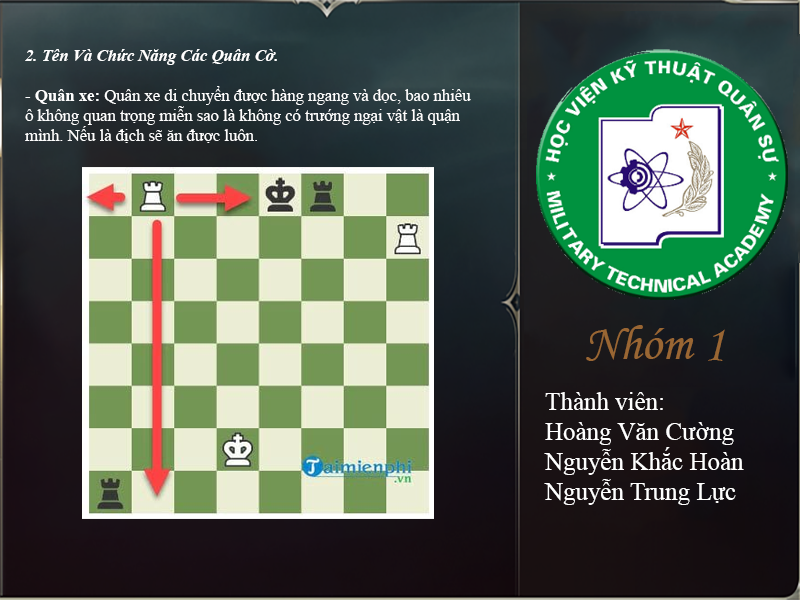 2. Tên Và Chức Năng Các Quân Cờ.
- Quân xe: Quân xe di chuyển được hàng ngang và dọc, bao nhiêu
ô không quan trọng miễn sao là không có trướng ngại vật là quận
mình. Nếu là địch sẽ ăn được luôn.
Taimienphi
.vn
HỌC VIỆN KỸ THUẬT QUÂN SỰ
MILITARY TECHNICAL ACADEMY
Nhóm 1
Thành viên:
Hoàng Văn Cường
Nguyễn Khắc Hoàn
Nguyễn Trung Lực